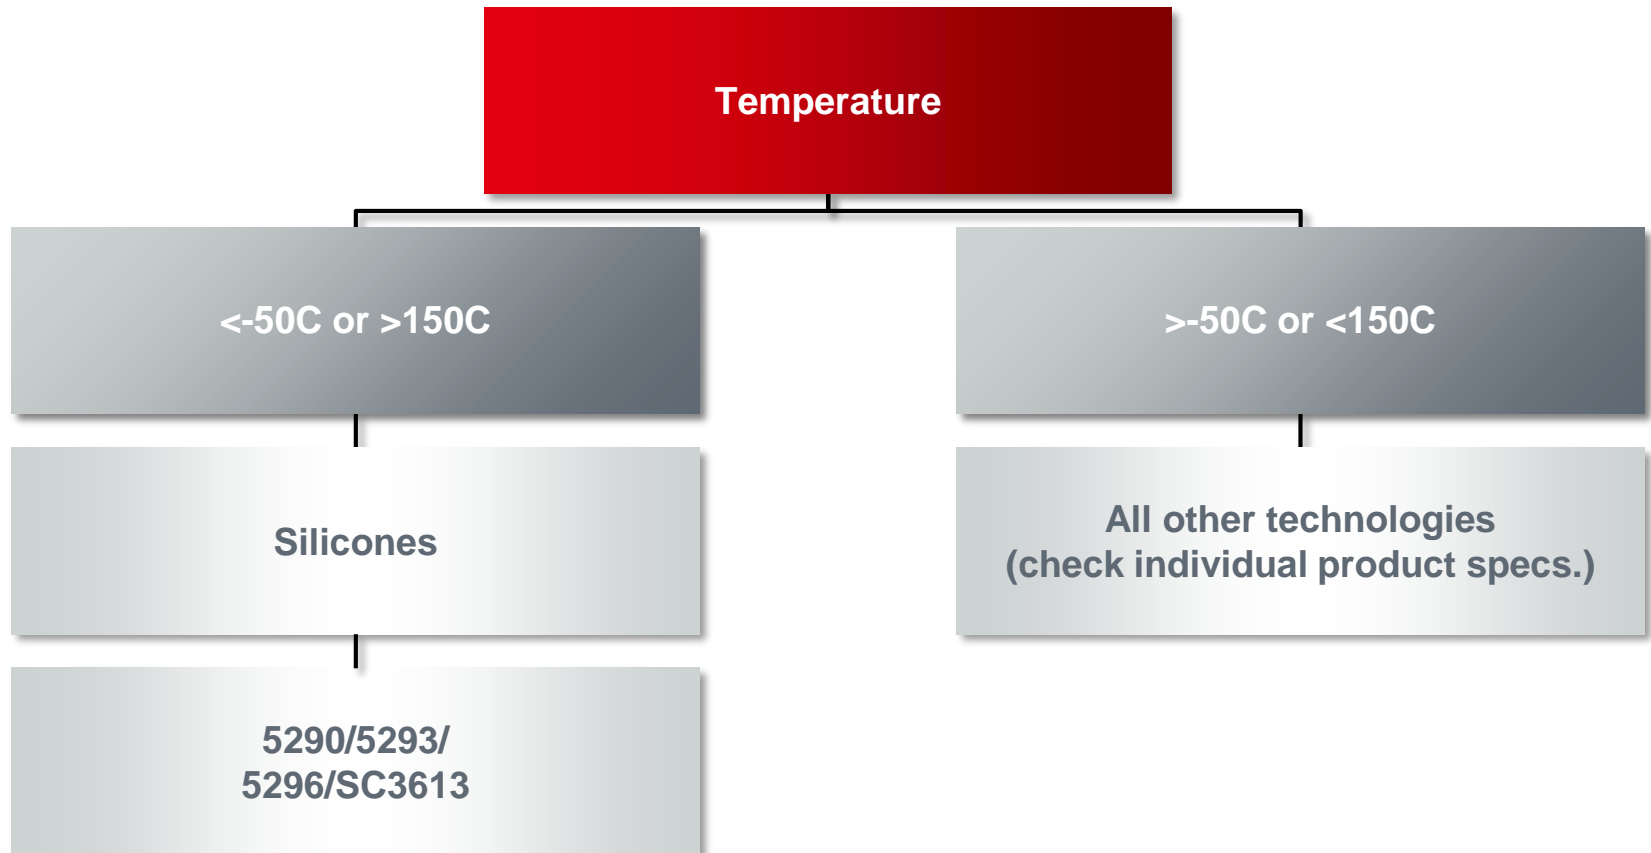 Temperature
<-50C or >150C
>-50C or <150C
Silicones
All other technologies
(check individual product specs.)
5290/5293/
5296/SC3613